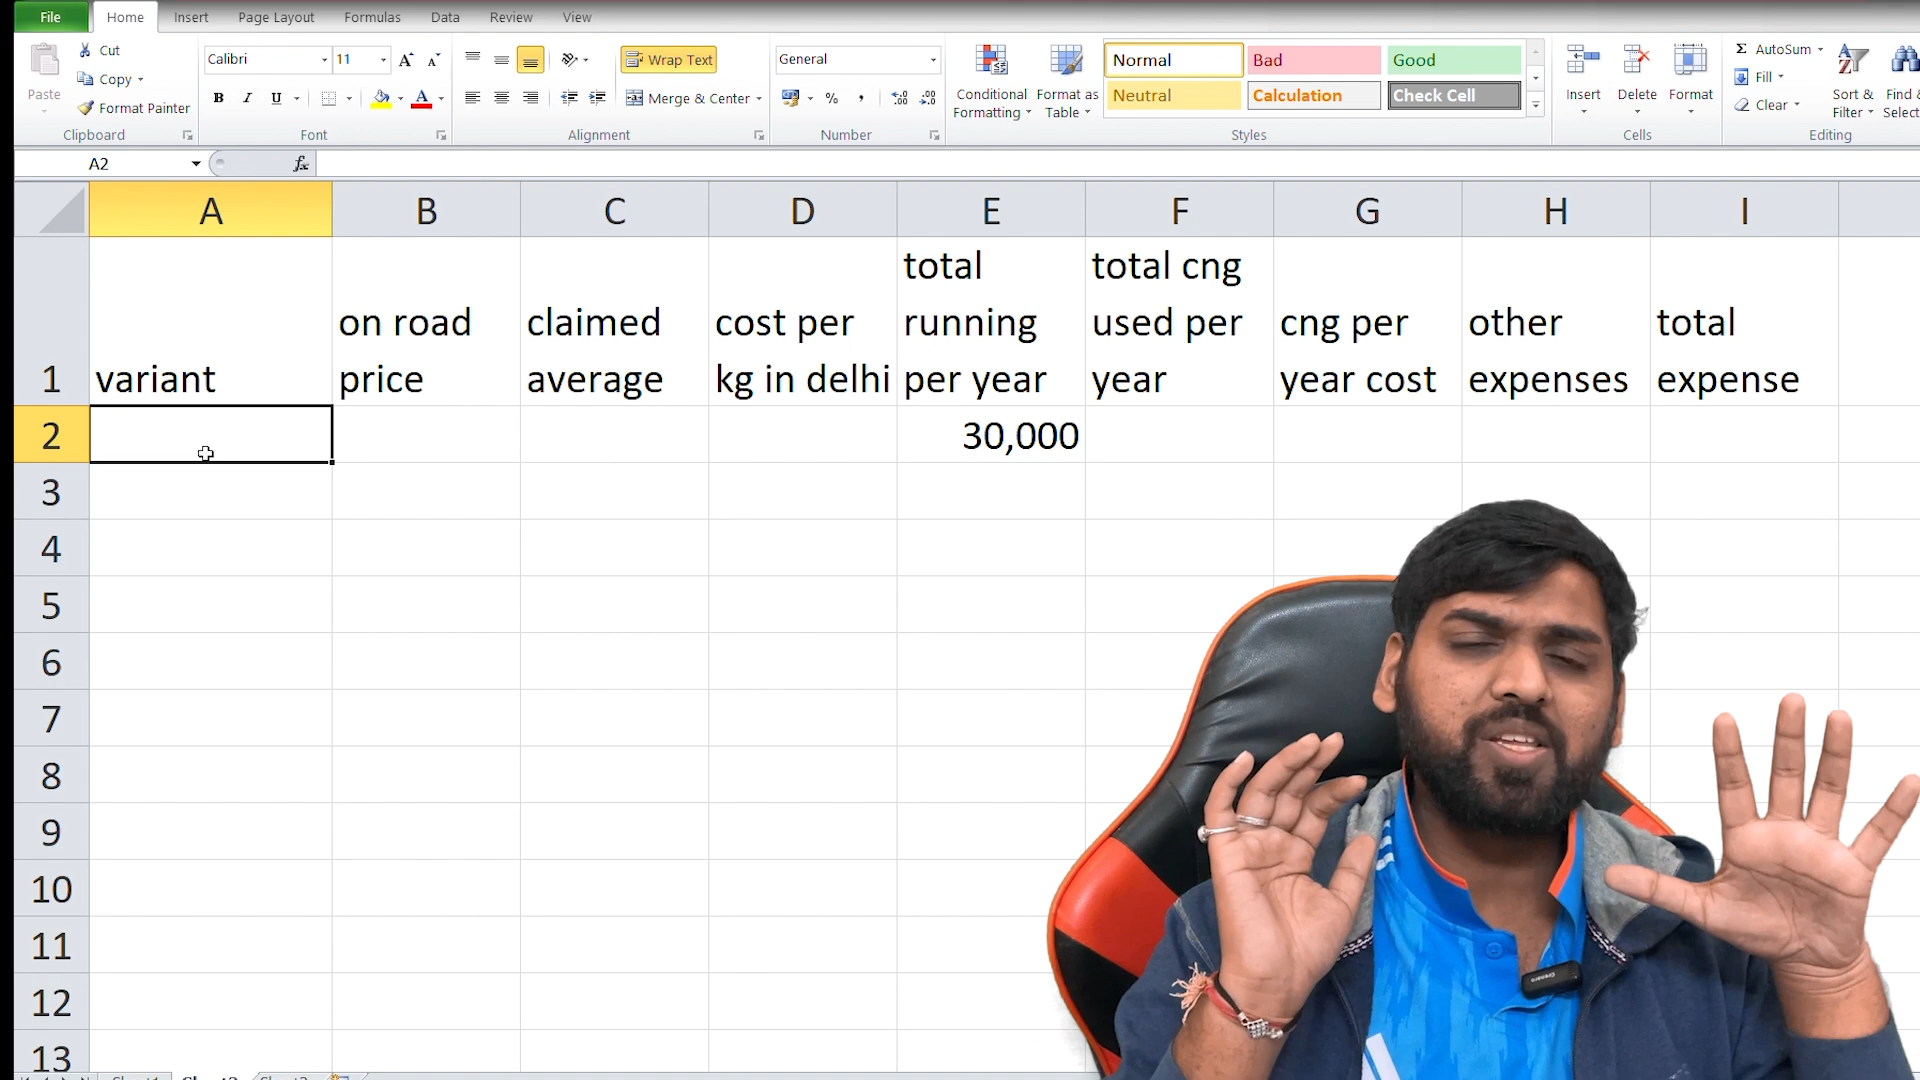 File Home Insert Page Layout Formulas Data Review View
Paste Cut Copy Format Painter Clipboard
Calibri 11 B I U A Font
Wrap Text Merge & Center Alignment
General % , Number
Conditional Formatting Format as Table
Normal Bad Good
Neutral Calculation Check Cell
Styles
Insert Delete Format Cells
AutoSum Fill Clear Sort & Filter Find & Select Editing
A2 fx
A B C D E F G H I
1 variant on road price claimed average cost per kg in delhi total running per year total cng used per year cng per year cost other expenses total expense
2 30,000
3
4
5
6
7
8
9
10
11
12
13